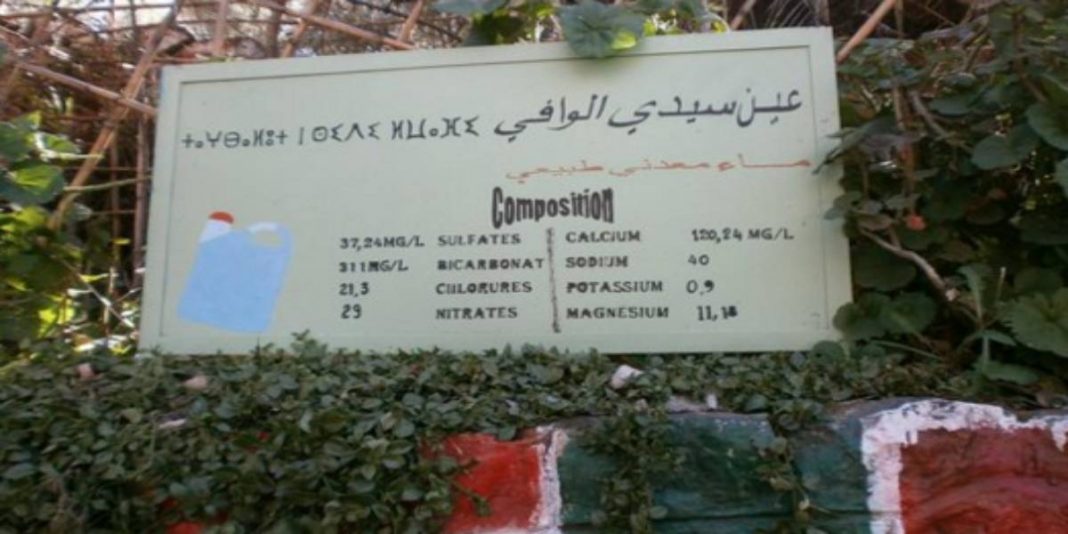 عين سيدي الوافي ⵜⴰⵖⴱⴰⵍⵓⵜ ⵏ ⵙⵉⴷⵉ ⵍⵡⴰⴼⵉ
ماء معدني طبيعي
Composition
37,24MG/L SULFATES CALCIUM 120,24 MG/L
311MG/L BICARBONAT SODIUM 40
21,3 CHLORURES POTASSIUM 0,9
29 NITRATES MAGNESIUM 11,18